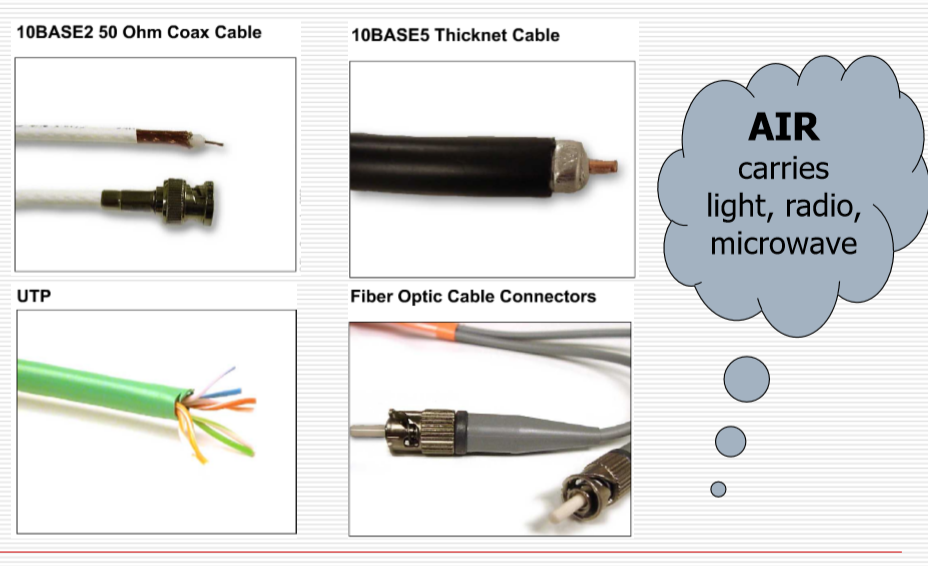 10BASE2 50 Ohm Coax Cable
10BASE5 Thicknet Cable
AIR
carries
light, radio,
microwave
UTP
Fiber Optic Cable Connectors